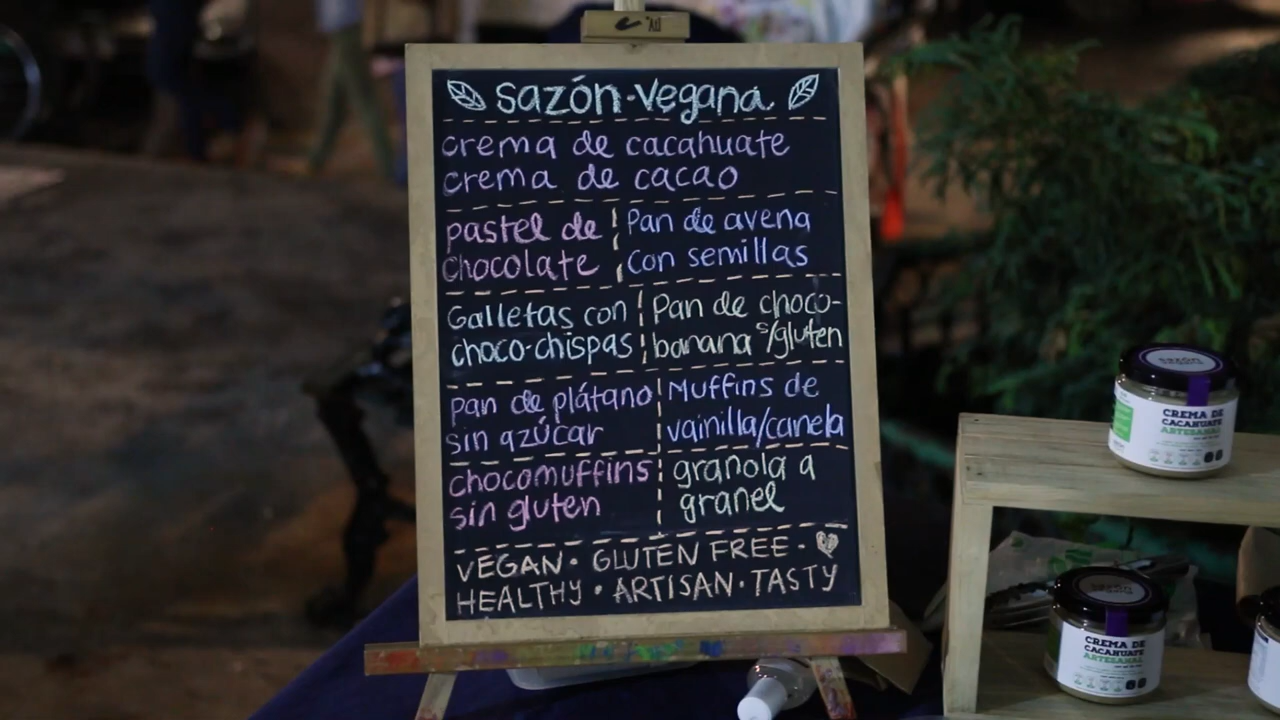 sazón·vegana
crema de cacahuate
crema de cacao
pastel de
chocolate
Pan de avena
con semillas
Galletas con
choco-chispas
Pan de choco-
banana s/gluten
pan de plátano
sin azúcar
Muffins de
vainilla/canela
chocomuffins
sin gluten
granola a
granel
VEGAN · GLUTEN FREE ·
HEALTHY · ARTISAN · TASTY
sazón
CREMA DE
CACAHUATE
ARTESANAL
CREMA DE
CACAHUATE
ARTESANAL